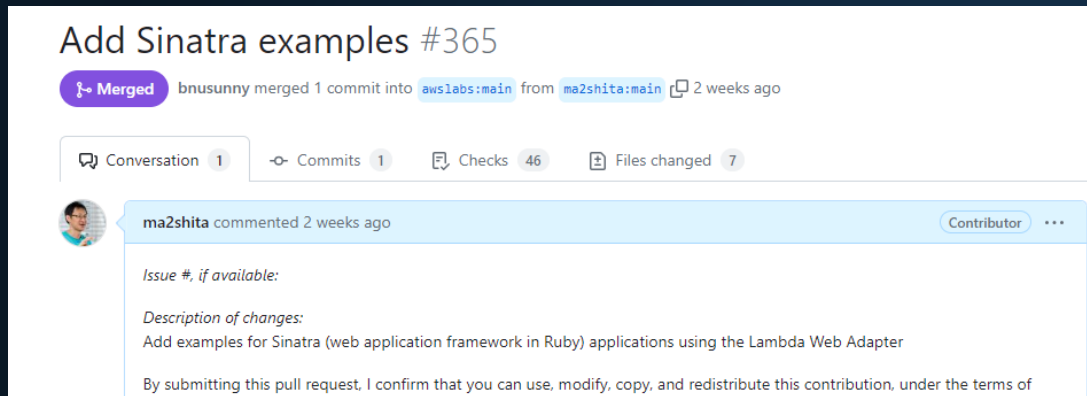 Add Sinatra examples #365
Merged bnusunny merged 1 commit into awslabs:main from ma2shita:main 2 weeks ago
Conversation 1 Commits 1 Checks 46 Files changed 7
ma2shita commented 2 weeks ago Contributor ...
Issue #, if available:
Description of changes:
Add examples for Sinatra (web application framework in Ruby) applications using the Lambda Web Adapter
By submitting this pull request, I confirm that you can use, modify, copy, and redistribute this contribution, under the terms of